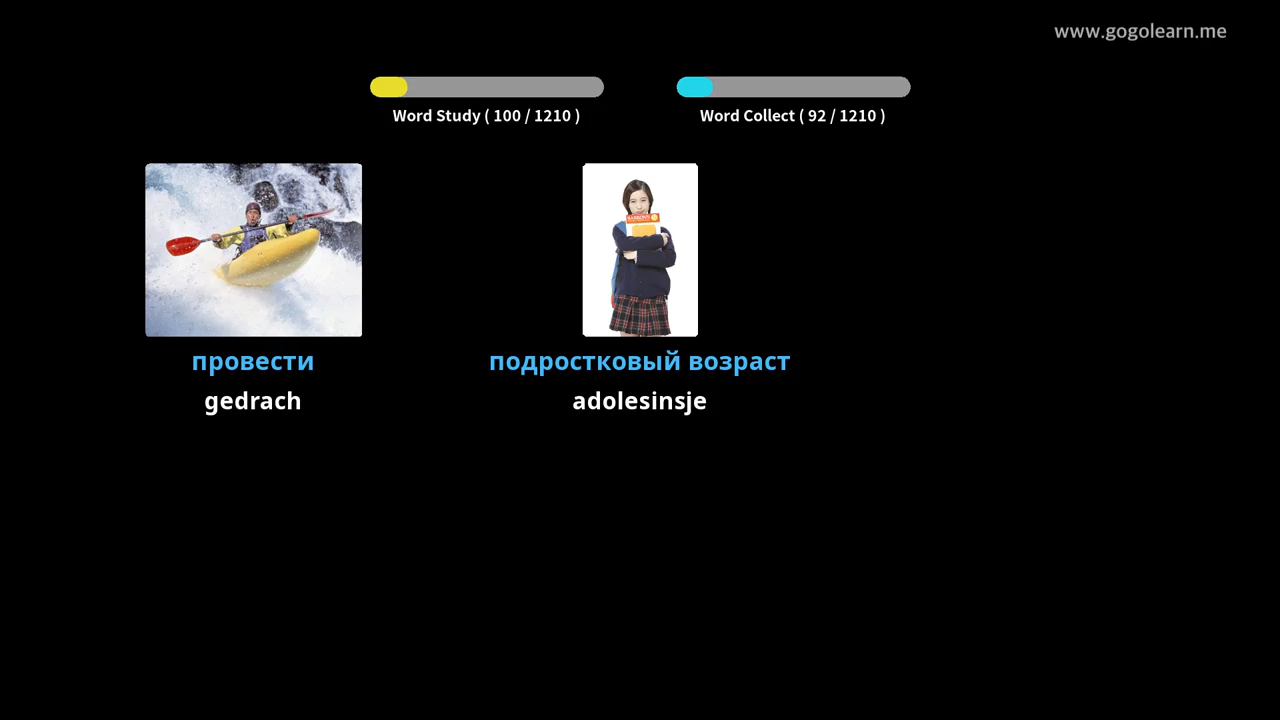 www.gogolearn.me
Word Study ( 100 / 1210 )
Word Collect ( 92 / 1210 )
провести
gedrach
подростковый возраст
adolesinsje